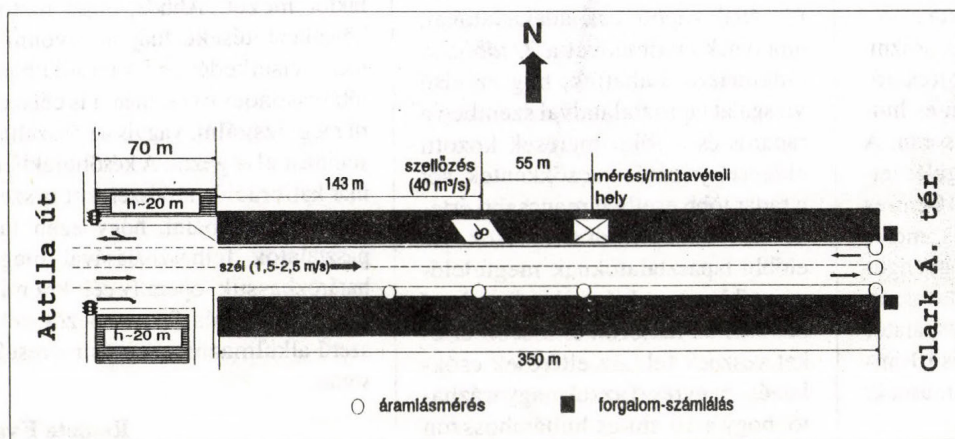 N
70 m
143 m
szellőzés
(40 m³/s)
55 m
mérési/mintavételi
hely
h~20 m
Attila út
szél (1,5-2,5 m/s)
Clark Á tér
h~20 m
350 m
áramlásmérés
forgalom-számlálás